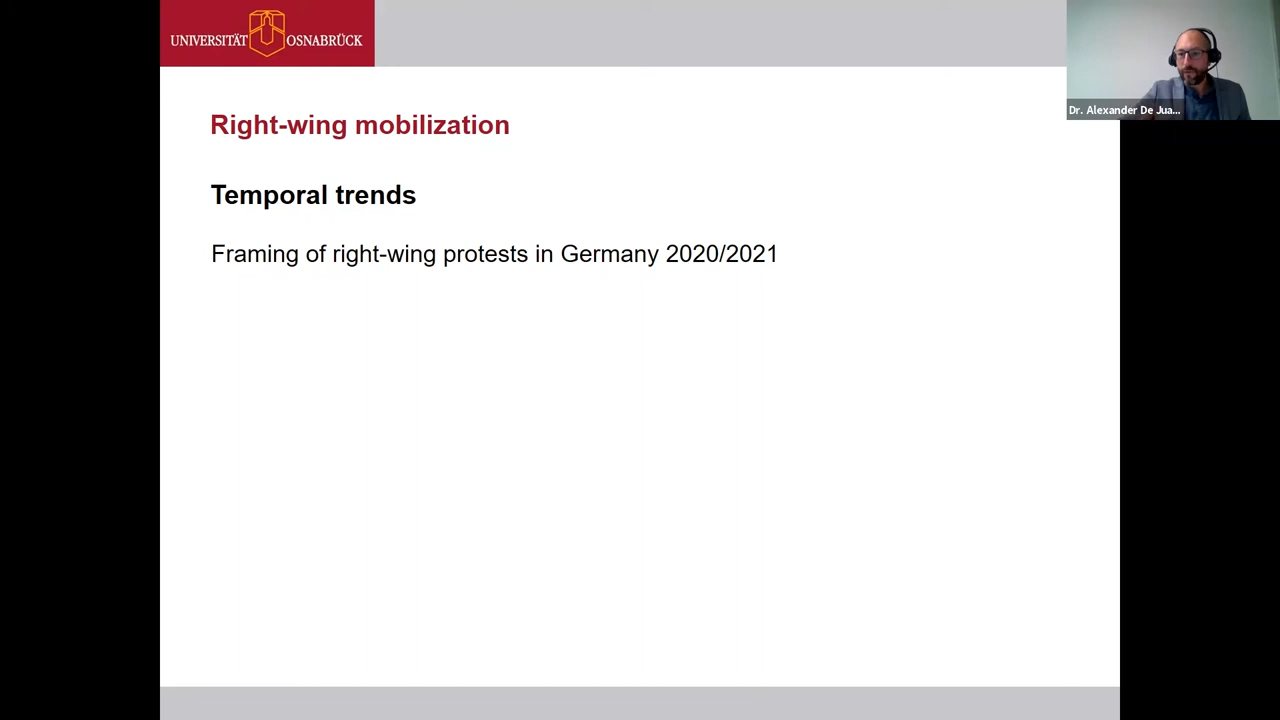 UNIVERSITÄT OSNABRÜCK
Dr. Alexander De Jua...
Right-wing mobilization
Temporal trends
Framing of right-wing protests in Germany 2020/2021